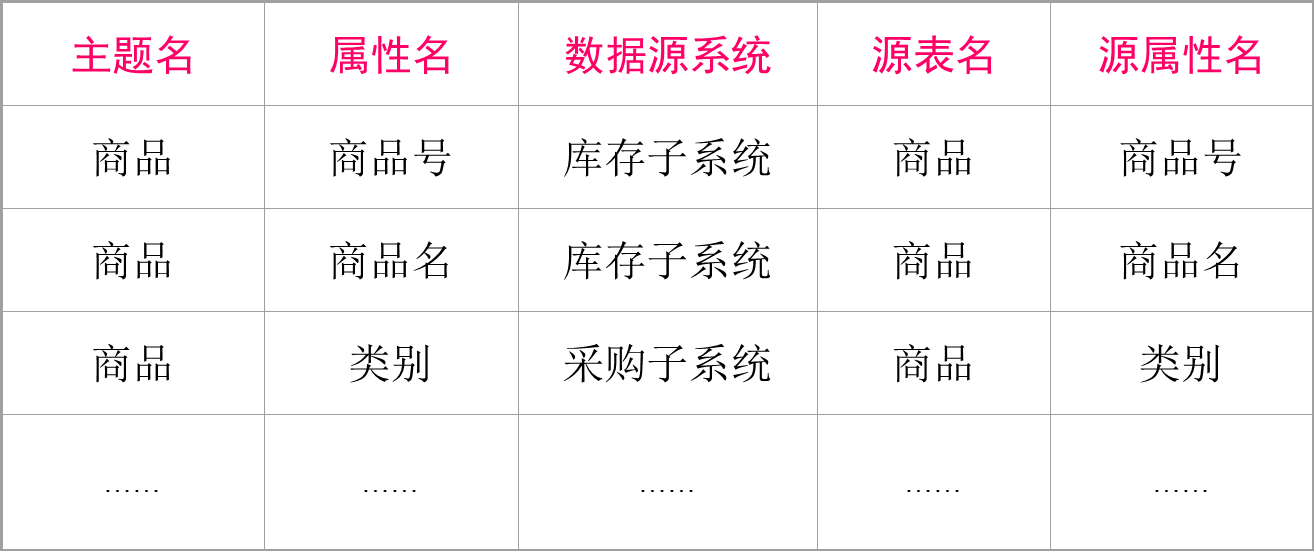 主题名 属性名 数据源系统 源表名 源属性名
商品 商品号 库存子系统 商品 商品号
商品 商品名 库存子系统 商品 商品名
商品 类别 采购子系统 商品 类别
…… …… …… …… ……